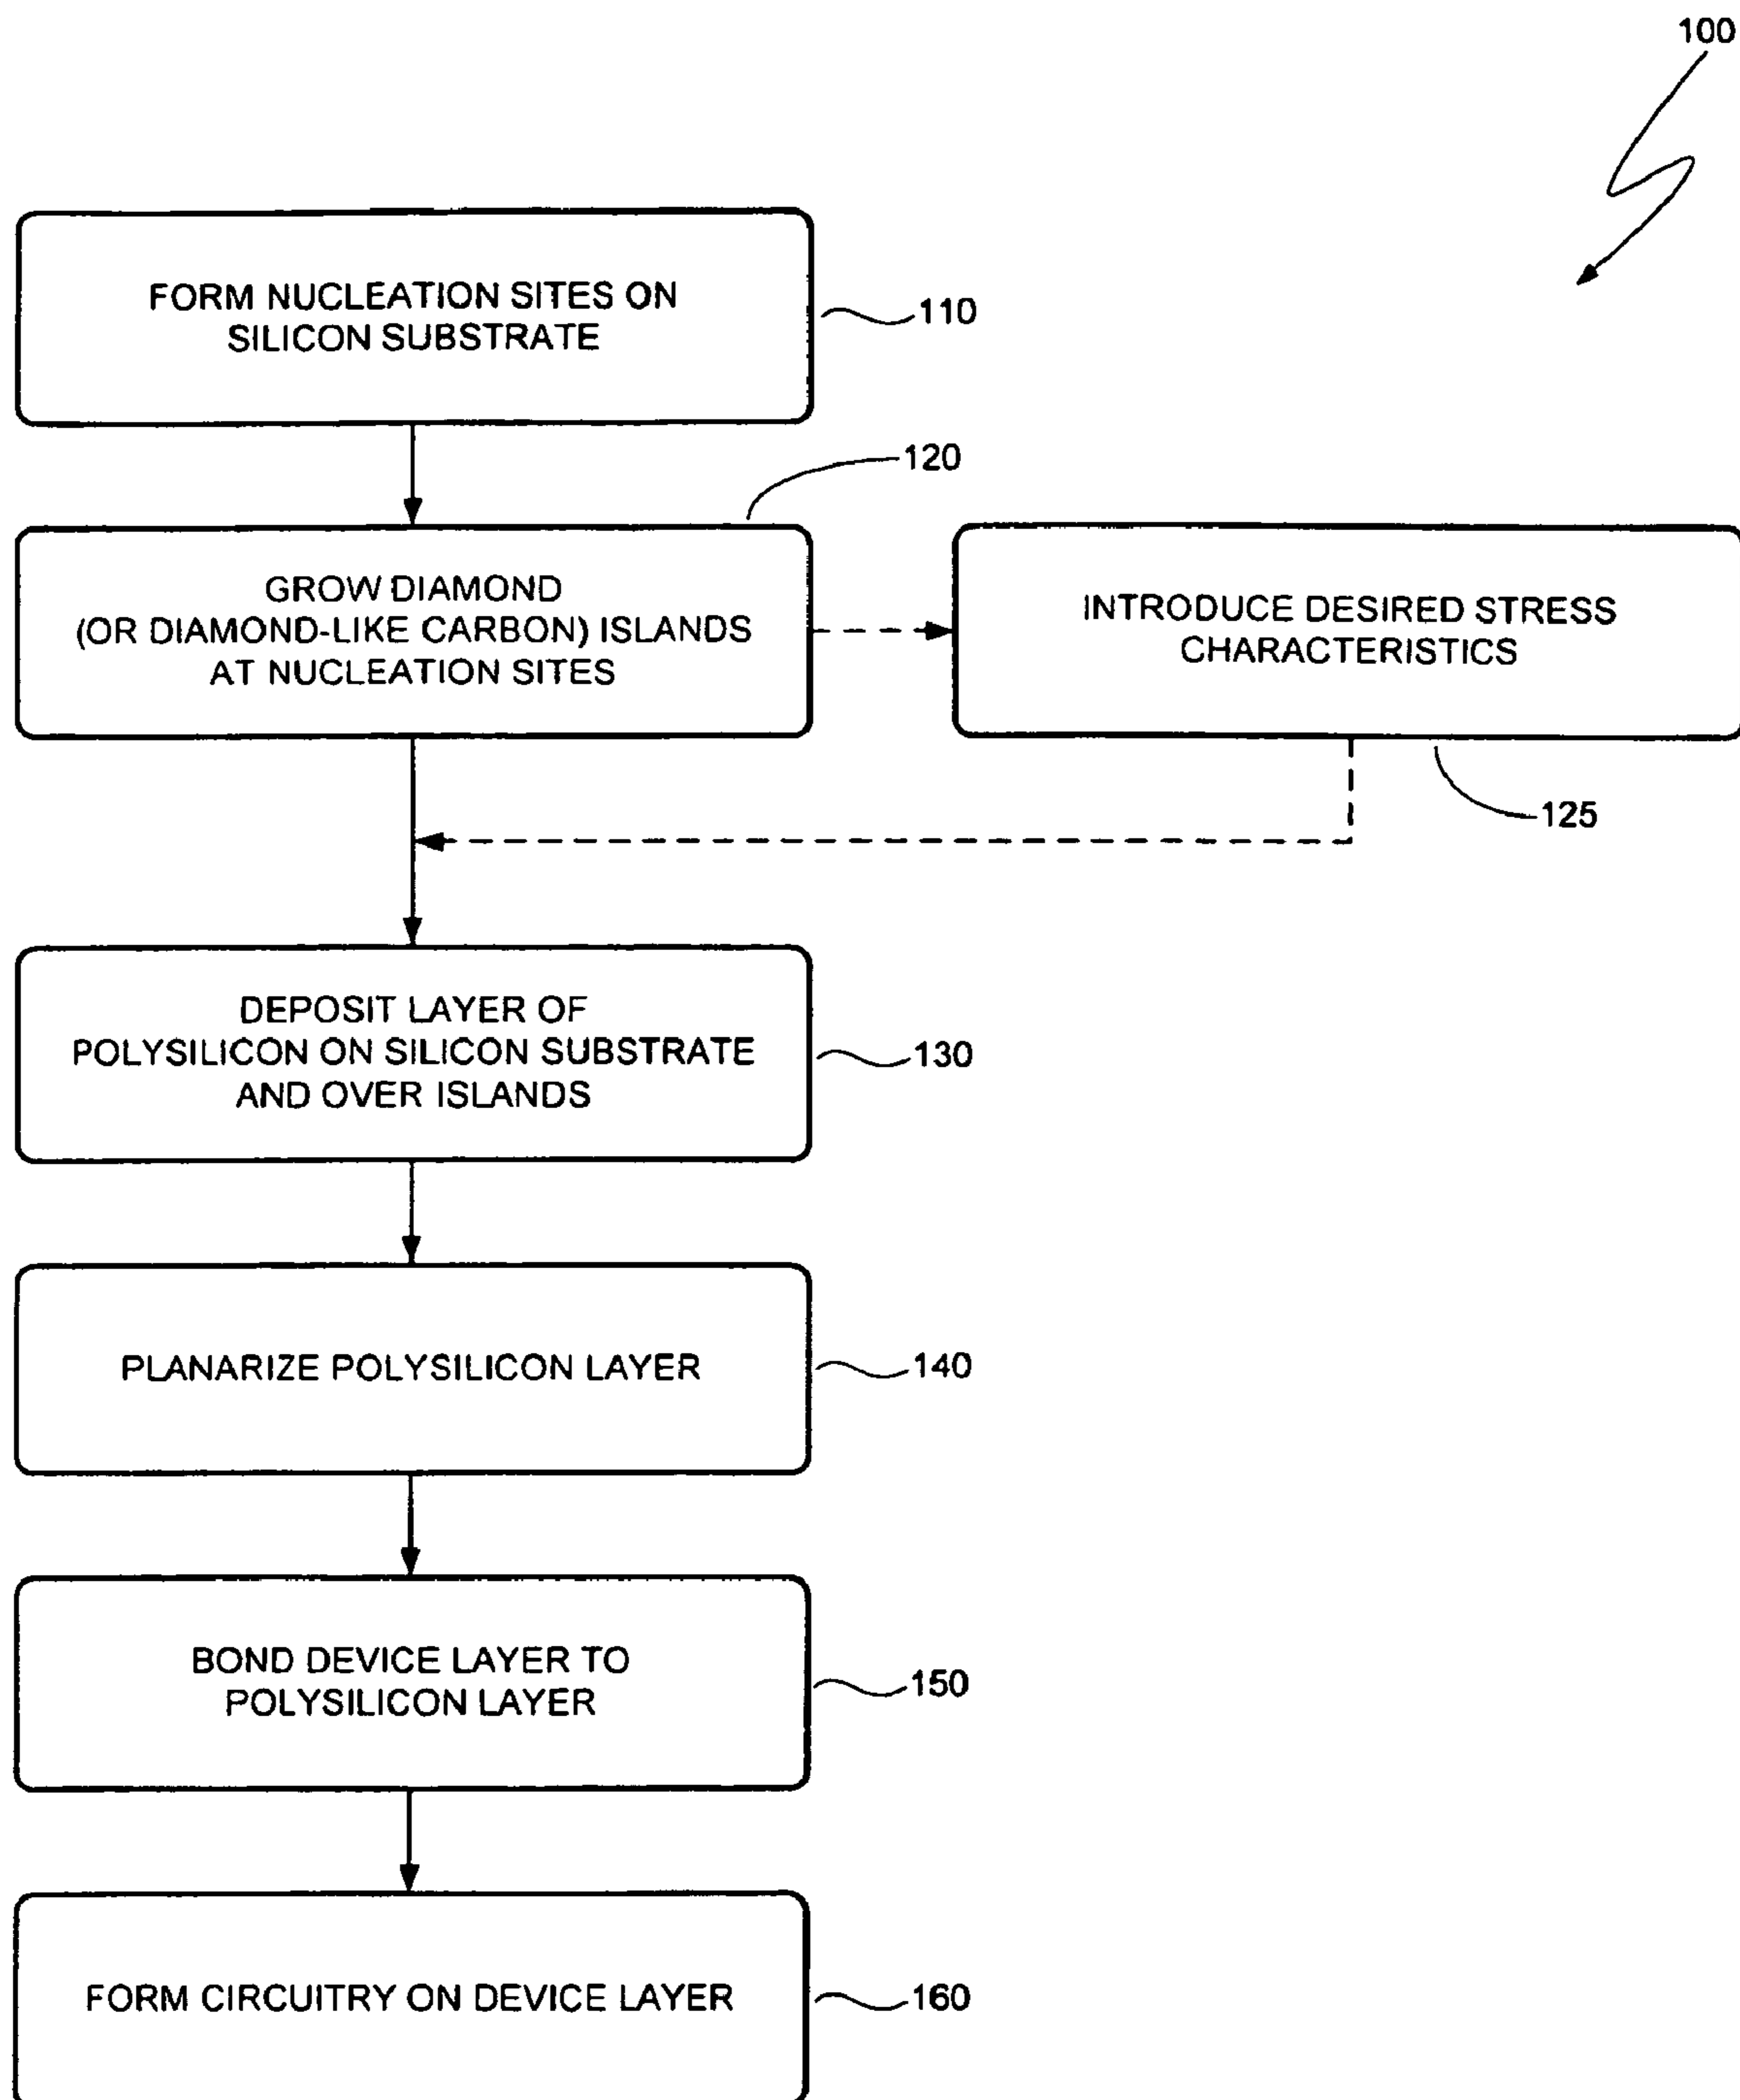 100
FORM NUCLEATION SITES ON
SILICON SUBSTRATE
110
120
GROW DIAMOND
(OR DIAMOND-LIKE CARBON) ISLANDS
AT NUCLEATION SITES
INTRODUCE DESIRED STRESS
CHARACTERISTICS
125
DEPOSIT LAYER OF
POLYSILICON ON SILICON SUBSTRATE
AND OVER ISLANDS
130
PLANARIZE POLYSILICON LAYER
140
BOND DEVICE LAYER TO
POLYSILICON LAYER
150
FORM CIRCUITRY ON DEVICE LAYER
160